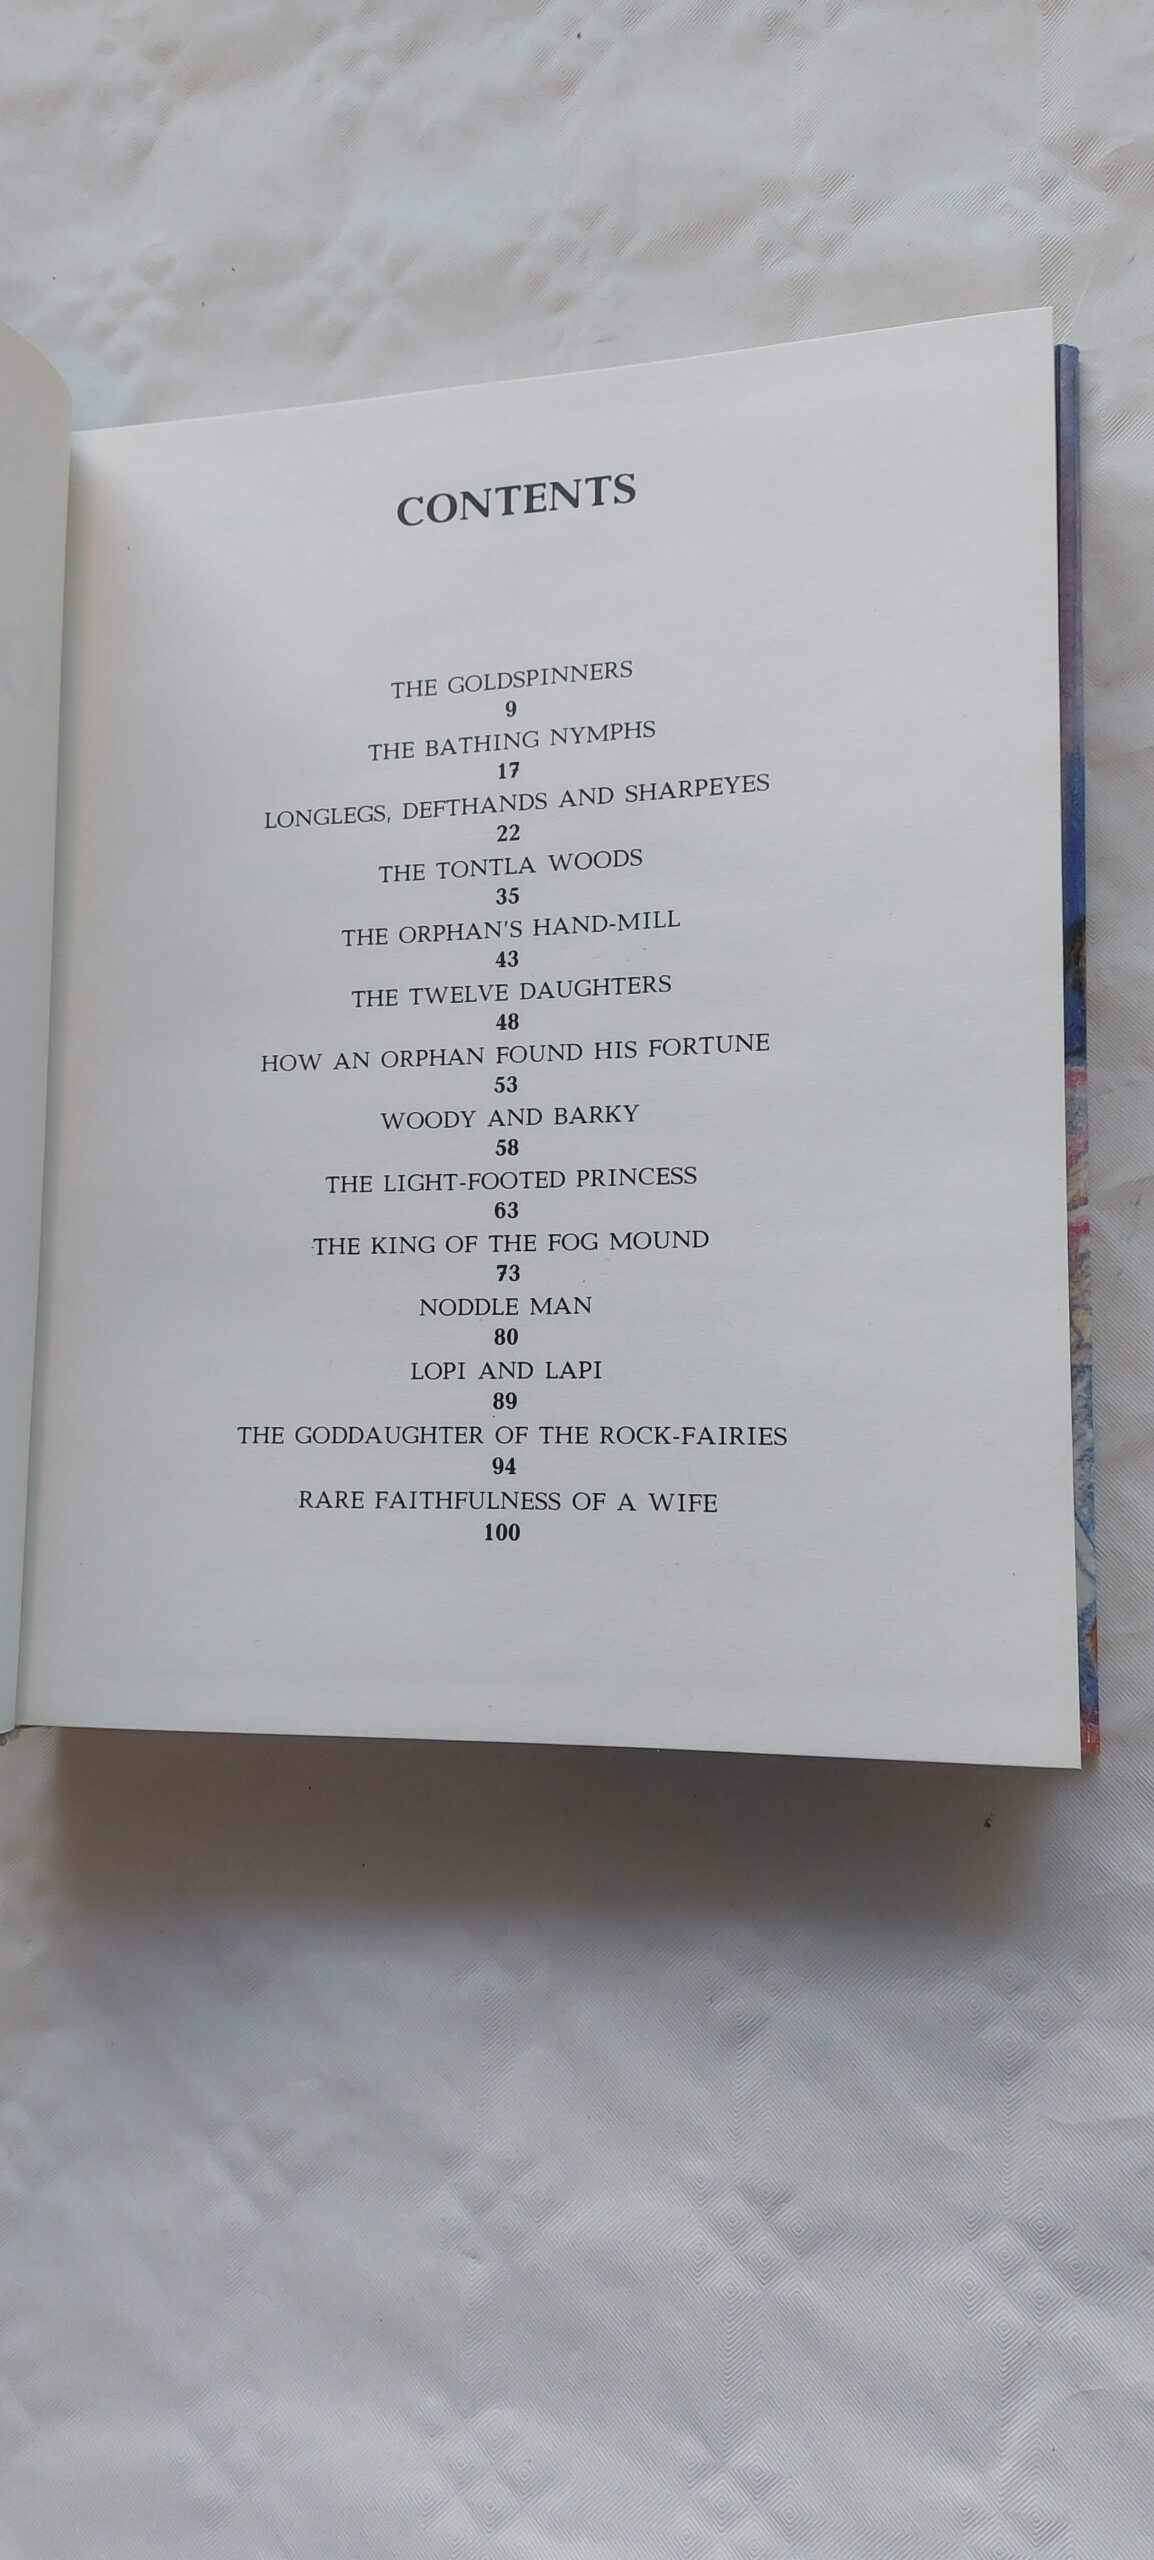 CONTENTS
THE GOLDSPINNERS
9
THE BATHING NYMPHS
17
LONGLEGS, DEFTHANDS AND SHARPEYES
22
THE TONTLA WOODS
35
THE ORPHAN'S HAND-MILL
43
THE TWELVE DAUGHTERS
48
HOW AN ORPHAN FOUND HIS FORTUNE
53
WOODY AND BARKY
58
THE LIGHT-FOOTED PRINCESS
63
THE KING OF THE FOG MOUND
73
NODDLE MAN
80
LOPI AND LAPI
89
THE GODDAUGHTER OF THE ROCK-FAIRIES
94
RARE FAITHFULNESS OF A WIFE
100